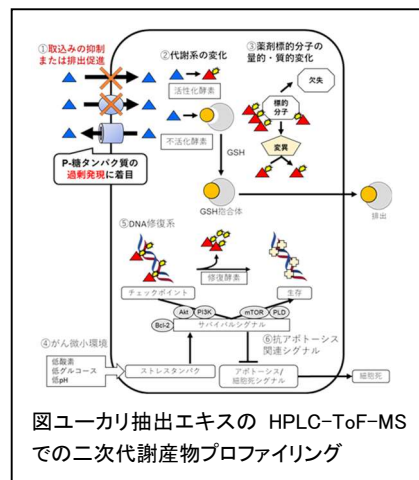 ①取込みの抑制
または排出促進
②代謝系の変化
③薬剤標的分子の
量的・質的変化
活性化酵素
不活化酵素
欠失
標的
分子
変異
P-糖タンパク質の
過剰発現に着目
GSH
GSH抱合体
排出
⑤DNA修復系
修復酵素
チェックポイント
生存
Akt
PI3K
mTOR
PLD
Bcl-2
サバイバルシグナル
④がん微小環境
⑥抗アポトーシス
関連シグナル
低酸素
低グルコース
低pH
ストレスタンパク
アポトーシス/
細胞死シグナル
細胞死
図ユーカリ抽出エキスの HPLC-ToF-MS
での二次代謝産物プロファイリング